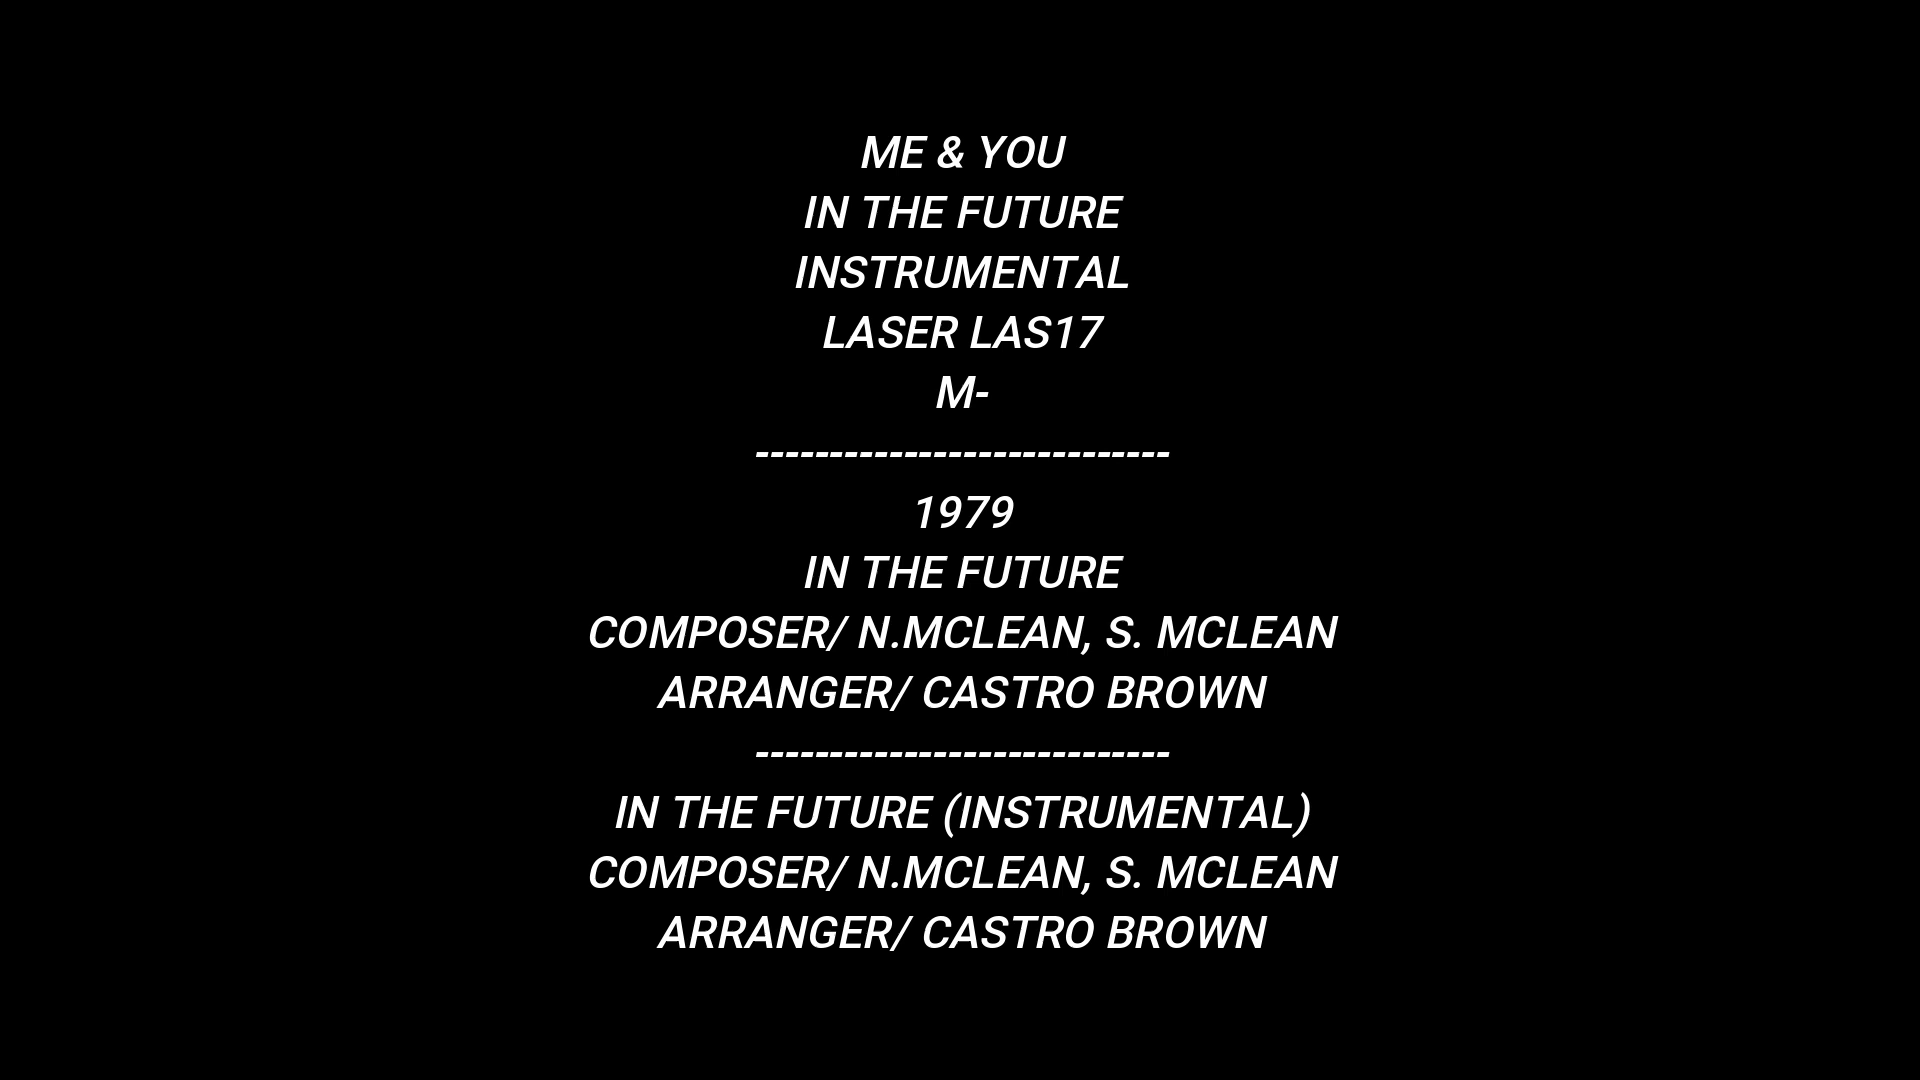 ME & YOU
IN THE FUTURE
INSTRUMENTAL
LASER LAS17
M-
----------------------------
1979
IN THE FUTURE
COMPOSER/ N.MCLEAN, S. MCLEAN
ARRANGER/ CASTRO BROWN
----------------------------
IN THE FUTURE (INSTRUMENTAL)
COMPOSER/ N.MCLEAN, S. MCLEAN
ARRANGER/ CASTRO BROWN